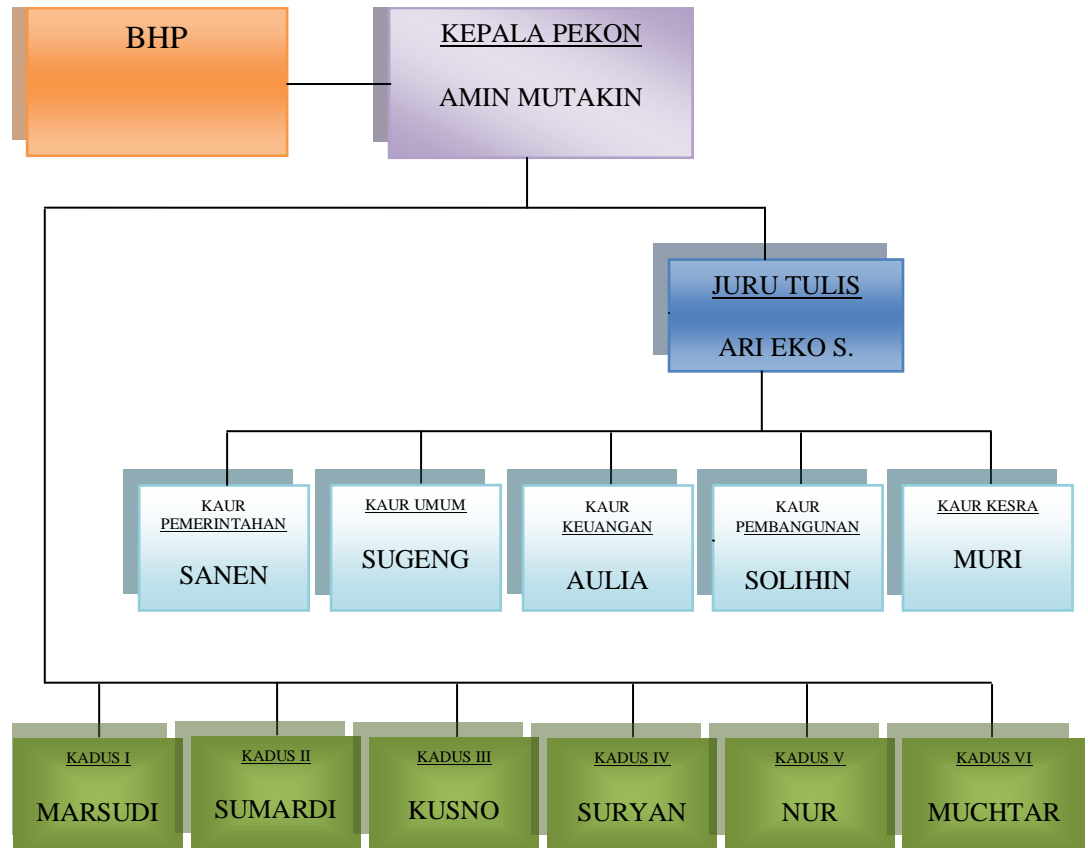 BHP
KEPALA PEKON
AMIN MUTAKIN
JURU TULIS
ARI EKO S.
KAUR
PEMERINTAHAN
SANEN
KAUR UMUM
SUGENG
KAUR
KEUANGAN
AULIA
KAUR
PEMBANGUNAN
SOLIHIN
KAUR KESRA
MURI
KADUS I
MARSUDI
KADUS II
SUMARDI
KADUS III
KUSNO
KADUS IV
SURYAN
KADUS V
NUR
KADUS VI
MUCHTAR